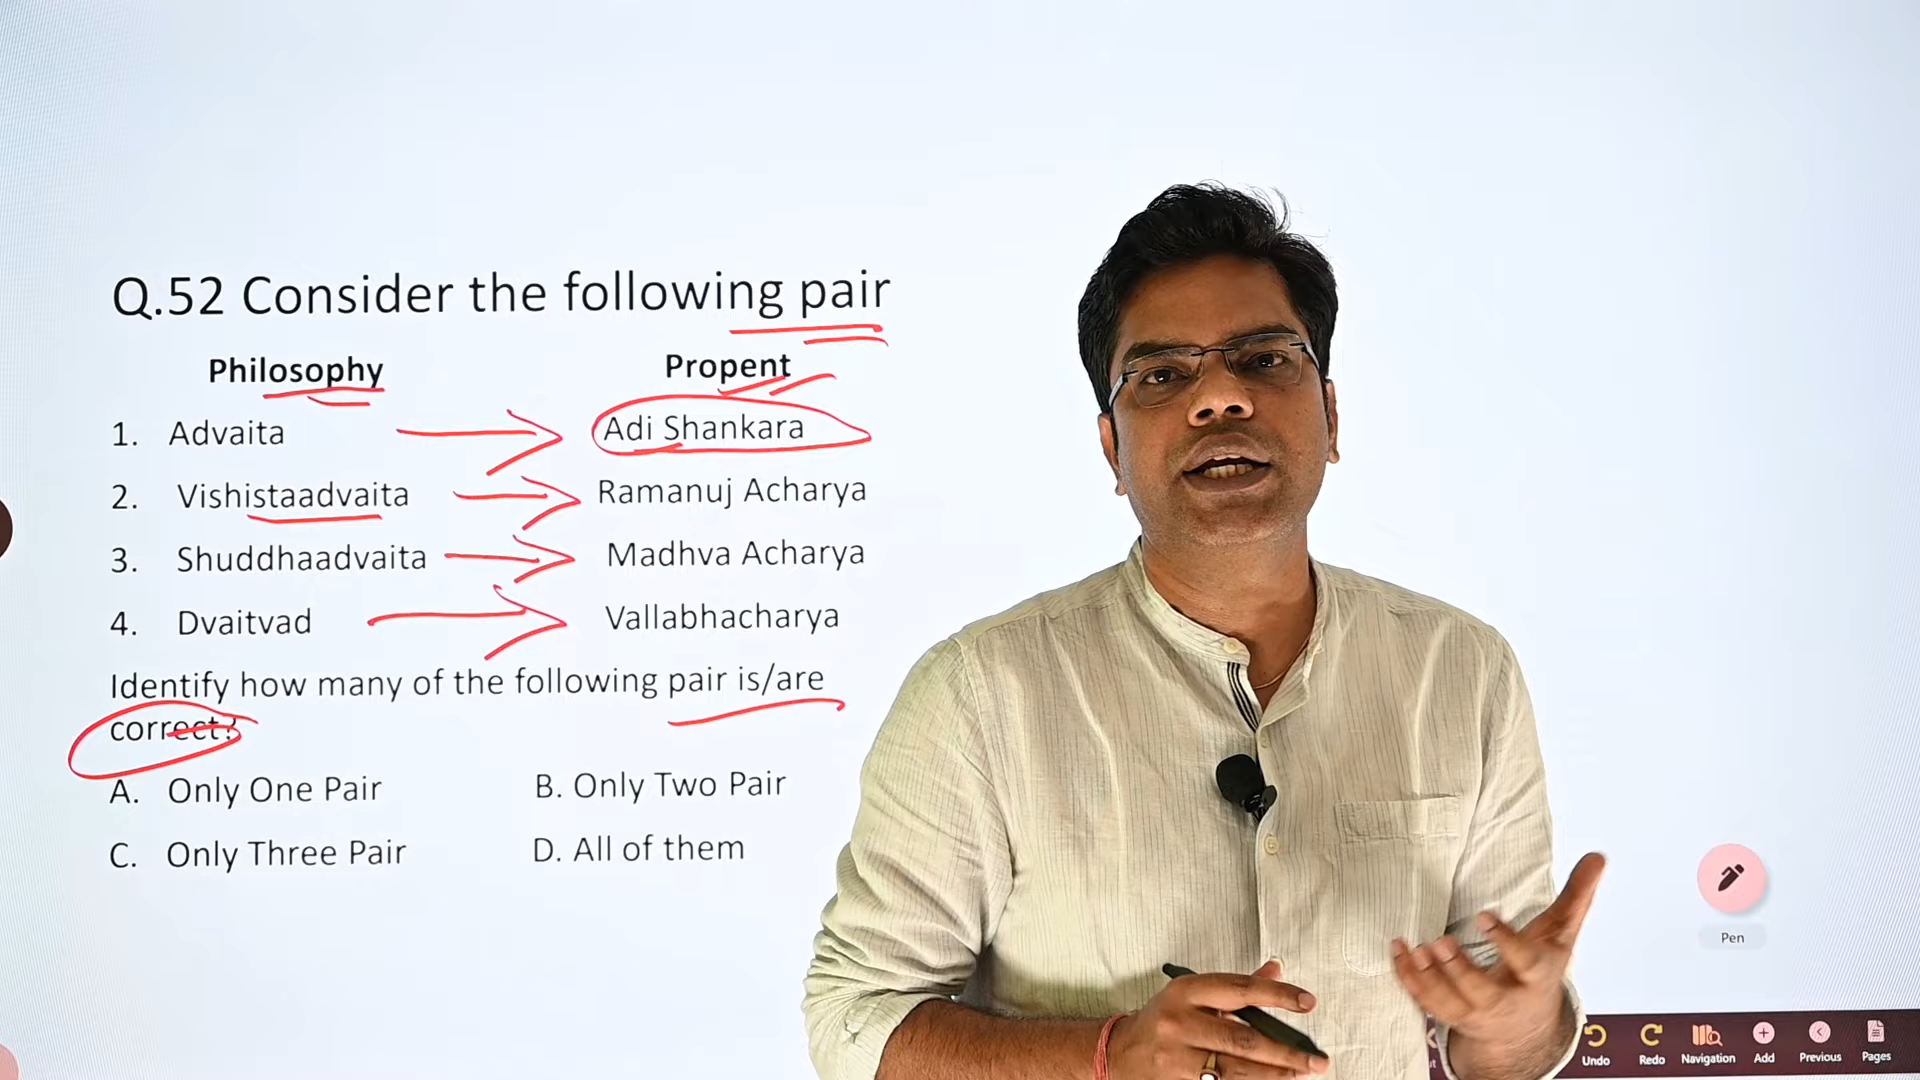 Q.52 Consider the following pair
Philosophy Propent
1. Advaita Adi Shankara
2. Vishistaadvaita Ramanuj Acharya
3. Shuddhaadvaita Madhva Acharya
4. Dvaitvad Vallabhacharya
Identify how many of the following pair is/are
correct?
A. Only One Pair B. Only Two Pair
C. Only Three Pair D. All of them
Pen
Undo Redo Navigation Add Previous Pages